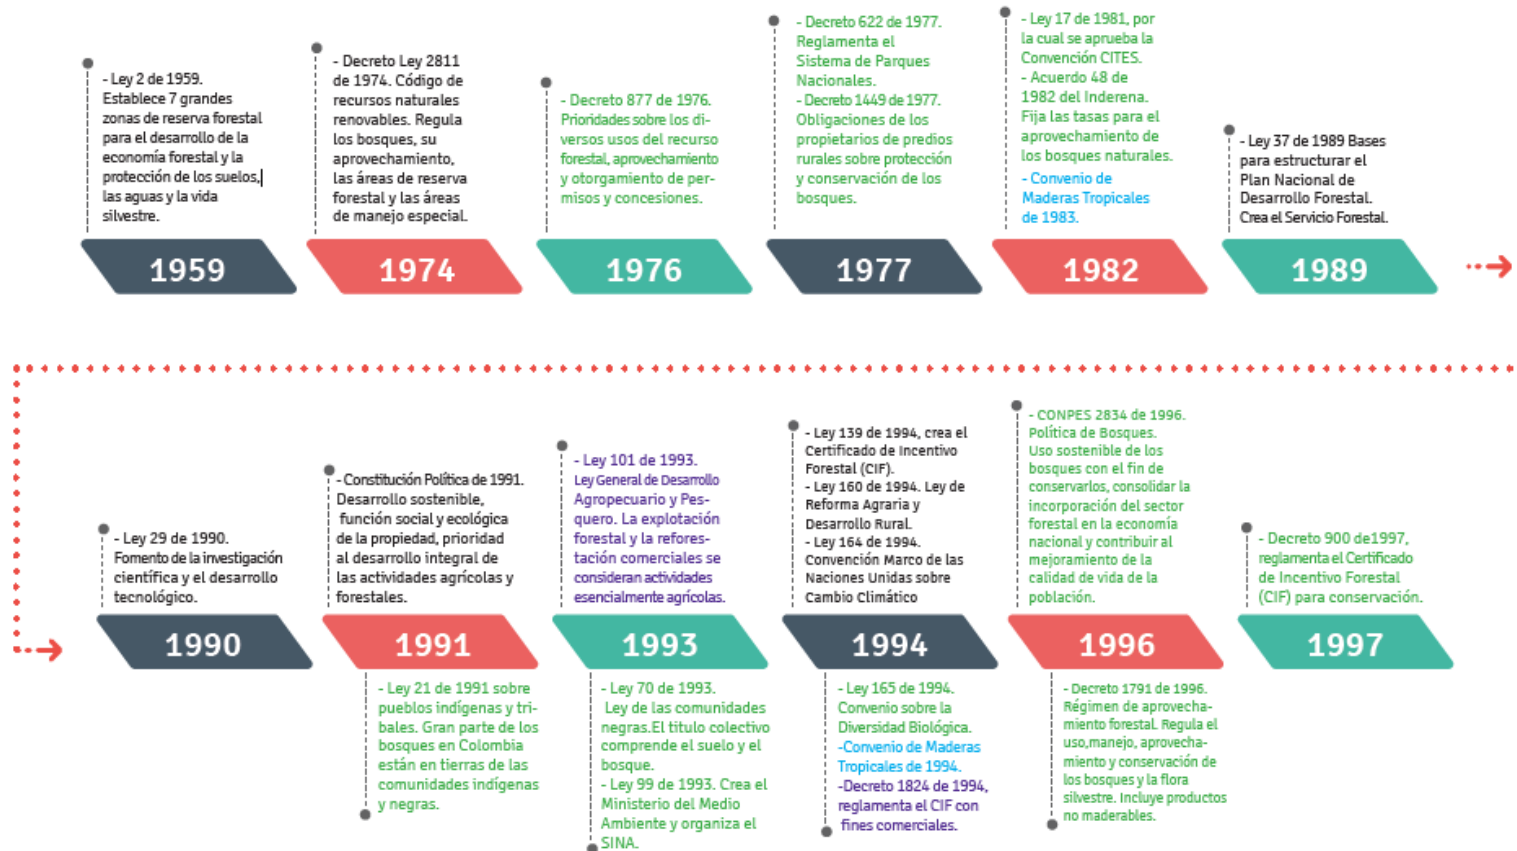 - Ley 2 de 1959.
Establece 7 grandes
zonas de reserva forestal
para el desarrollo de la
economía forestal y la
protección de los suelos,
las aguas y la vida
silvestre.
1959
- Decreto Ley 2811
de 1974. Código de
recursos naturales
renovables. Regula
los bosques, su
aprovechamiento,
las áreas de reserva
forestal y las áreas
de manejo especial.
1974
- Decreto 877 de 1976.
Prioridades sobre los di-
versos usos del recurso
forestal, aprovechamiento
y otorgamiento de per-
misos y concesiones.
1976
- Decreto 622 de 1977.
Reglamenta el
Sistema de Parques
Nacionales.
- Decreto 1449 de 1977.
Obligaciones de los
propietarios de predios
rurales sobre protección
y conservación de los
bosques.
1977
- Ley 17 de 1981, por
la cual se aprueba la
Convención CITES.
- Acuerdo 48 de
1982 del Inderena.
Fija las tasas para el
aprovechamiento de
los bosques naturales.
- Convenio de
Maderas Tropicales
de 1983.
1982
- Ley 37 de 1989 Bases
para estructurar el
Plan Nacional de
Desarrollo Forestal.
Crea el Servicio Forestal.
1989
- Ley 29 de 1990.
Fomento de la investigación
científica y el desarrollo
tecnológico.
1990
- Constitución Política de 1991.
Desarrollo sostenible,
función social y ecológica
de la propiedad, prioridad
al desarrollo integral de
las actividades agrícolas y
forestales.
1991
- Ley 21 de 1991 sobre
pueblos indígenas y tri-
bales. Gran parte de los
bosques en Colombia
están en tierras de las
comunidades indígenas
y negras.
- Ley 101 de 1993.
Ley General de Desarrollo
Agropecuario y Pes-
quero. La explotación
forestal y la refores-
tación comerciales se
consideran actividades
esencialmente agrícolas.
1993
- Ley 70 de 1993.
Ley de las comunidades
negras.El titulo colectivo
comprende el suelo y el
bosque.
- Ley 99 de 1993. Crea el
Ministerio del Medio
Ambiente y organiza el
SINA.
- Ley 139 de 1994, crea el
Certificado de Incentivo
Forestal (CIF).
- Ley 160 de 1994. Ley de
Reforma Agraria y
Desarrollo Rural.
- Ley 164 de 1994.
Convención Marco de las
Naciones Unidas sobre
Cambio Climático
1994
- Ley 165 de 1994.
Convenio sobre la
Diversidad Biológica.
-Convenio de Maderas
Tropicales de 1994.
-Decreto 1824 de 1994,
reglamenta el CIF con
fines comerciales.
- CONPES 2834 de 1996.
Política de Bosques.
Uso sostenible de los
bosques con el fin de
conservarlos, consolidar la
incorporación del sector
forestal en la economía
nacional y contribuir al
mejoramiento de la
calidad de vida de la
población.
1996
- Decreto 1791 de 1996.
Régimen de aprovecha-
miento forestal. Regula el
uso,manejo, aprovecha-
miento y conservación de
los bosques y la flora
silvestre. Incluye productos
no maderables.
- Decreto 900 de1997,
reglamenta el Certificado
de Incentivo Forestal
(CIF) para conservación.
1997